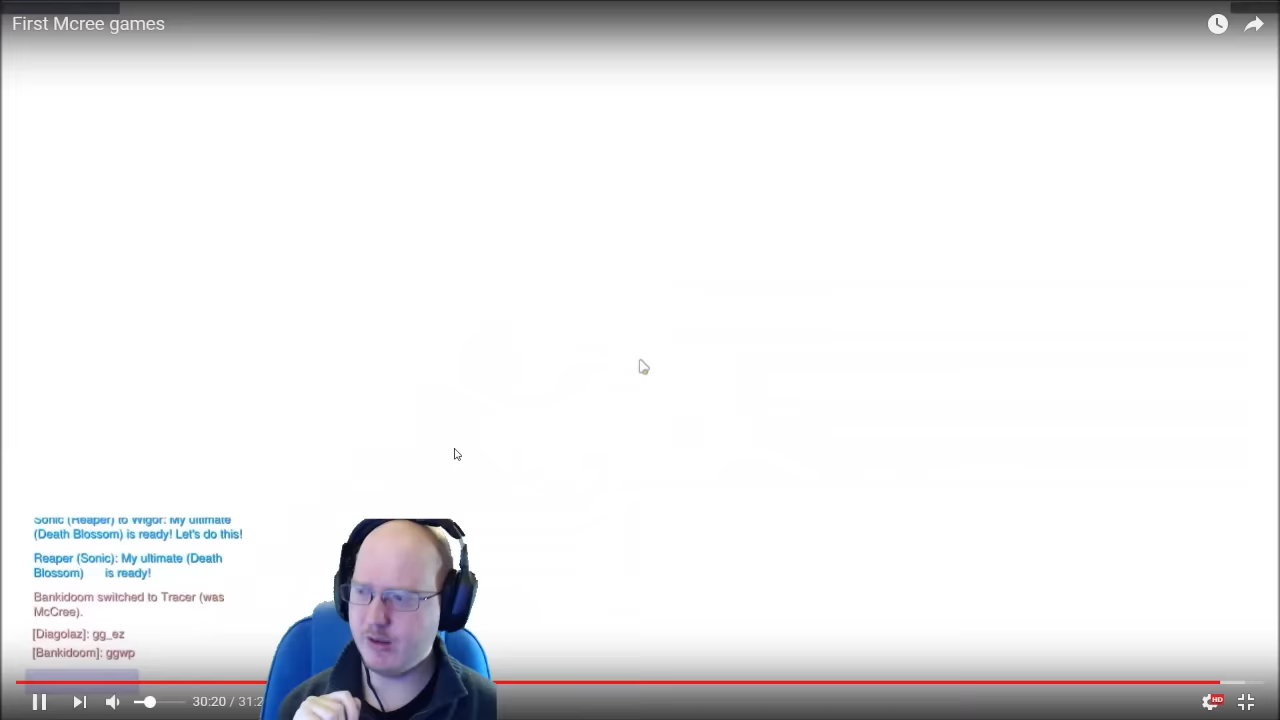 First Mcree games
Sonic (Reaper) to Wigor: My ultimate
(Death Blossom) is ready! Let's do this!
Reaper (Sonic): My ultimate (Death
Blossom) is ready!
Bankidoom switched to Tracer (was
McCree).
[Diagolaz]: gg_ez
[Bankidoom]: ggwp
30:20 / 31:2
HD